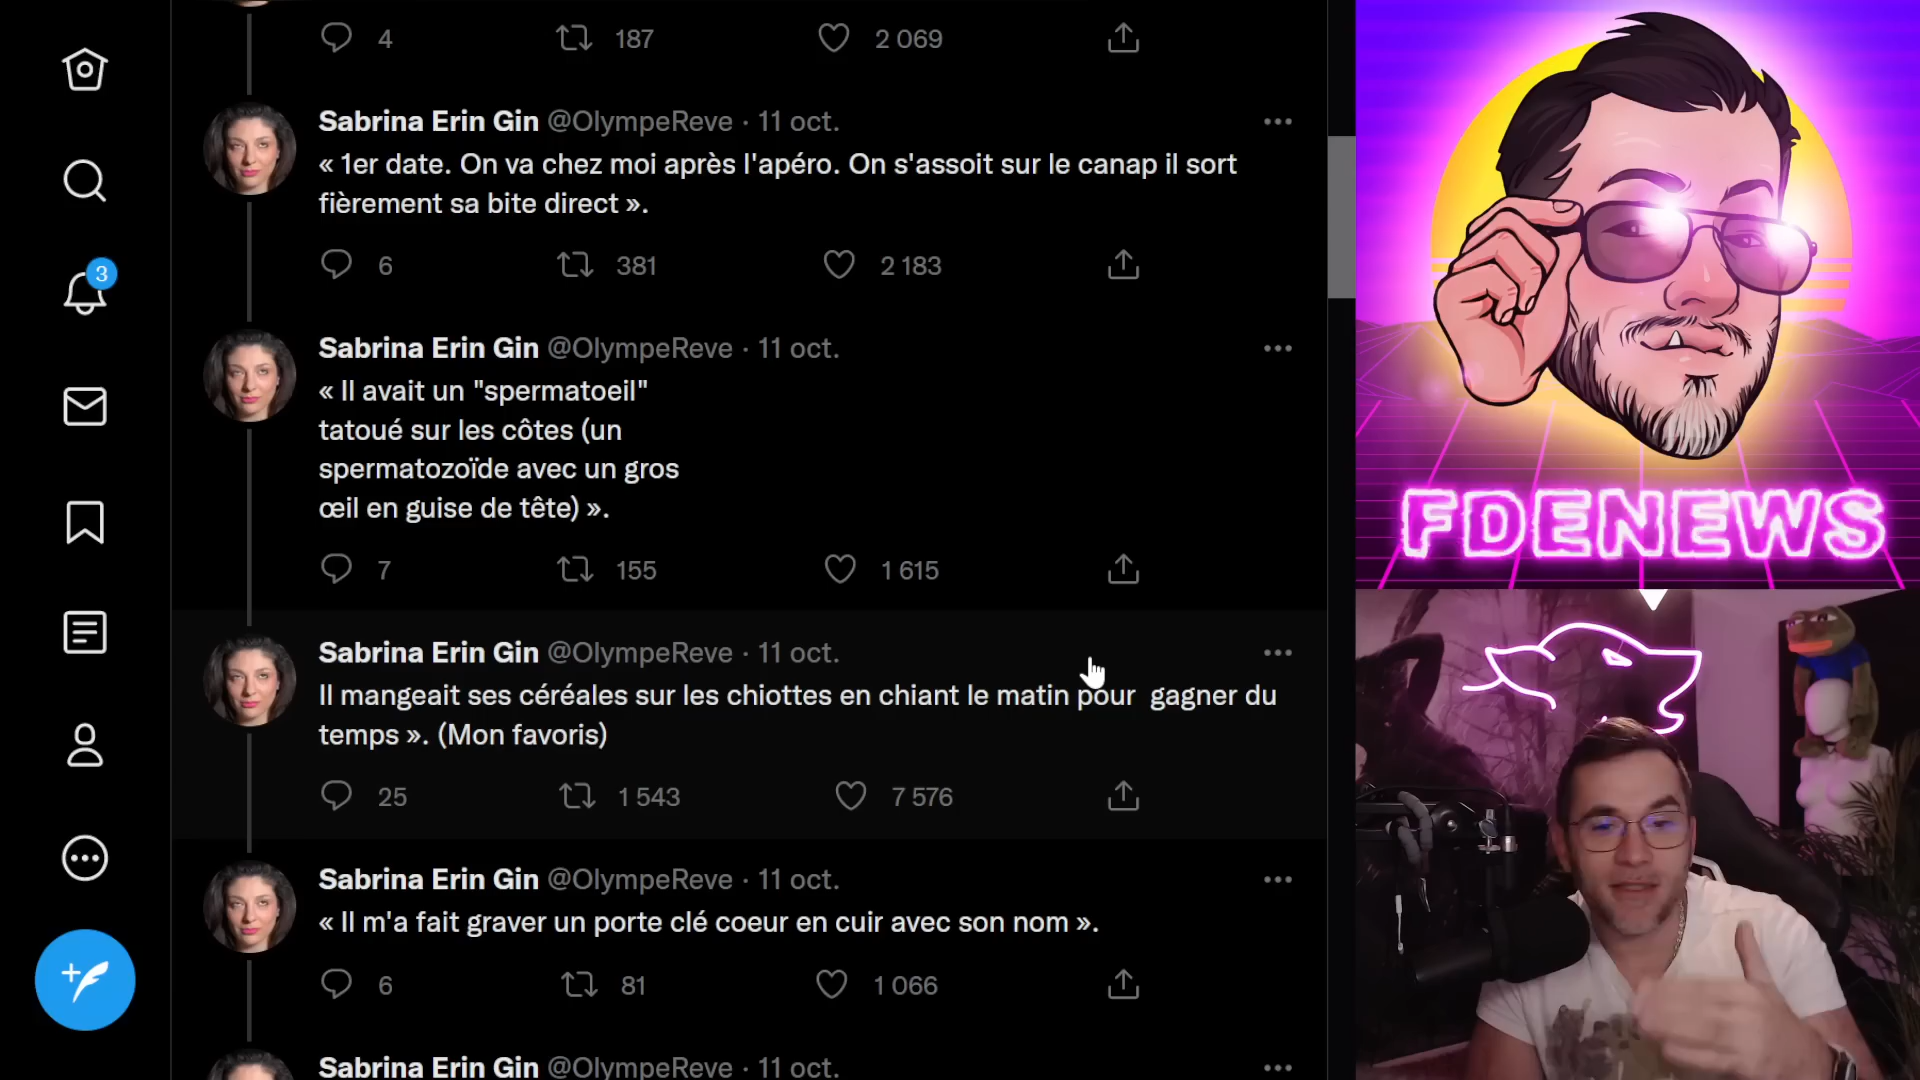 4 187 2 069
Sabrina Erin Gin @OlympeReve · 11 oct.
« 1er date. On va chez moi après l'apéro. On s'assoit sur le canap il sort
fièrement sa bite direct ».
6 381 2 183
Sabrina Erin Gin @OlympeReve · 11 oct.
« Il avait un "spermatoeil"
tatoué sur les côtes (un
spermatozoïde avec un gros
œil en guise de tête) ».
7 155 1 615
Sabrina Erin Gin @OlympeReve · 11 oct.
Il mangeait ses céréales sur les chiottes en chiant le matin pour  gagner du
temps ». (Mon favoris)
25 1 543 7 576
Sabrina Erin Gin @OlympeReve · 11 oct.
« Il m'a fait graver un porte clé coeur en cuir avec son nom ».
6 81 1 066
Sabrina Erin Gin @OlympeReve · 11 oct.
3
FDENEWS